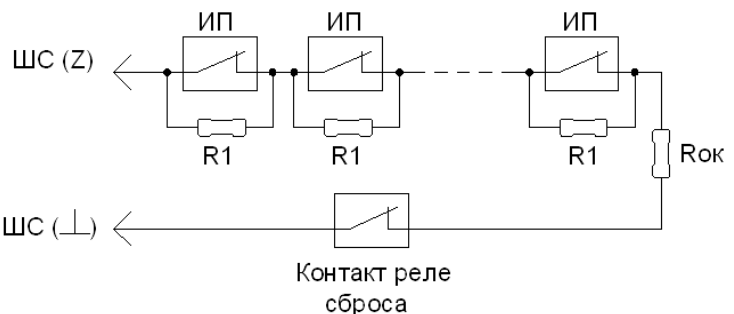 ИП ИП ИП
ШС (Z)
R1 R1 R1
Rок
ШС (⊥)
Контакт реле
сброса